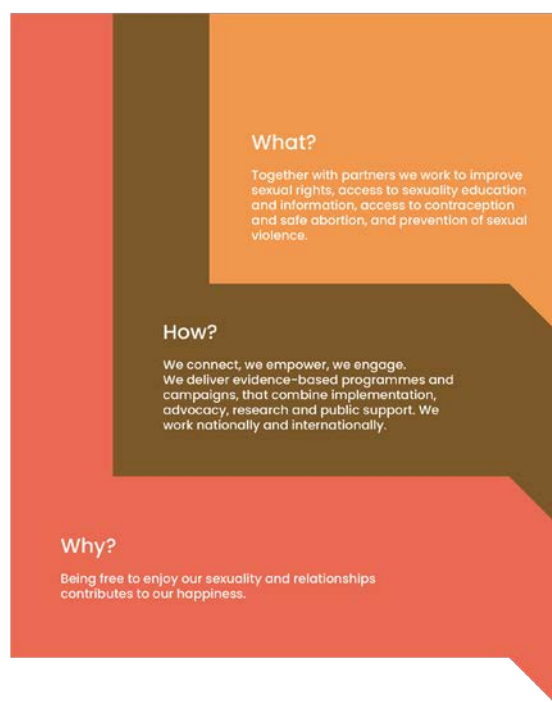 What?
Together with partners we work to improve
sexual rights, access to sexuality education
and information, access to contraception
and safe abortion, and prevention of sexual
violence.
How?
We connect, we empower, we engage.
We deliver evidence-based programmes and
campaigns, that combine implementation,
advocacy, research and public support. We
work nationally and internationally.
Why?
Being free to enjoy our sexuality and relationships
contributes to our happiness.